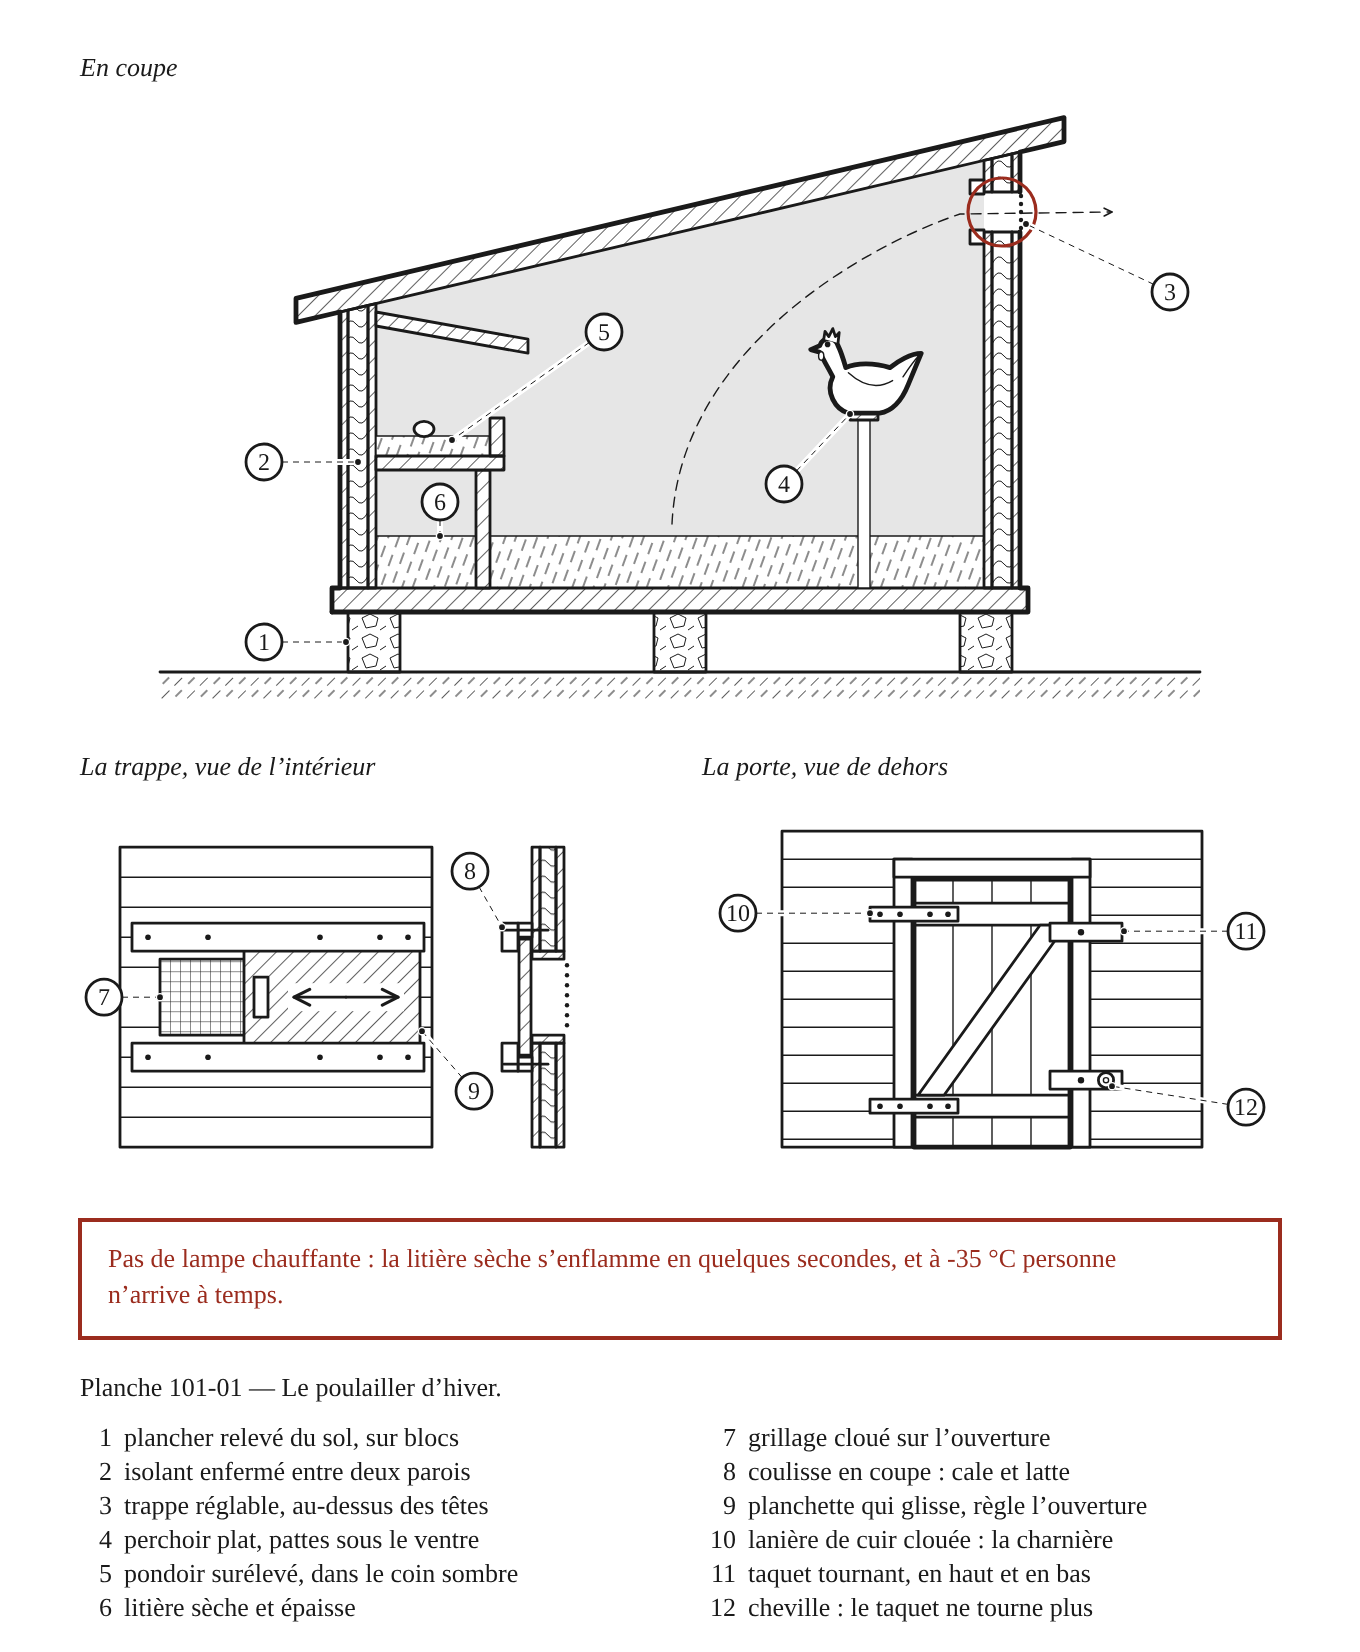 En coupe
3
5
2
4
6
1
La trappe, vue de l’intérieur
La porte, vue de dehors
8
7
9
10
11
12
Pas de lampe chauffante : la litière sèche s’enflamme en quelques secondes, et à -35 °C personne
n’arrive à temps.
Planche 101-01 — Le poulailler d’hiver.
1 plancher relevé du sol, sur blocs
2 isolant enfermé entre deux parois
3 trappe réglable, au-dessus des têtes
4 perchoir plat, pattes sous le ventre
5 pondoir surélevé, dans le coin sombre
6 litière sèche et épaisse
7 grillage cloué sur l’ouverture
8 coulisse en coupe : cale et latte
9 planchette qui glisse, règle l’ouverture
10 lanière de cuir clouée : la charnière
11 taquet tournant, en haut et en bas
12 cheville : le taquet ne tourne plus